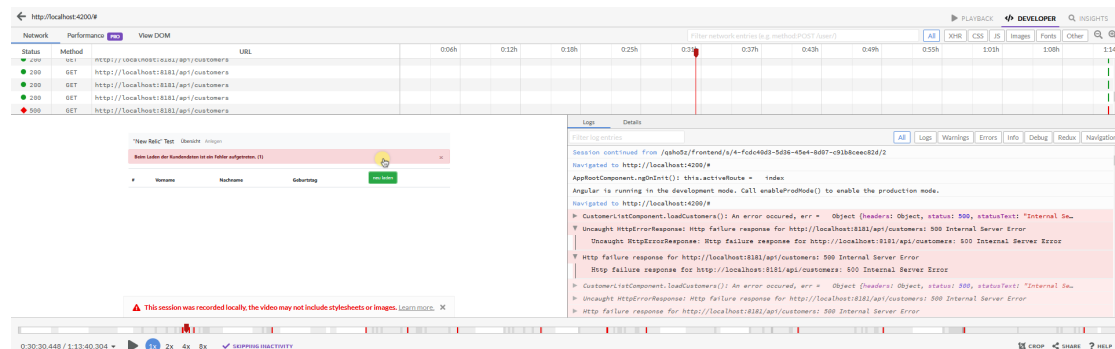 http://localhost:4200/#
PLAYBACK DEVELOPER INSIGHTS
Network Performance PRO View DOM
Filter network entries (e.g. method:POST /user/)
All XHR CSS JS Images Fonts Other
Status Method URL 0:06h 0:12h 0:18h 0:25h 0:31h 0:37h 0:43h 0:49h 0:55h 1:01h 1:08h 1:14
200 GET http://localhost:8181/api/customers
200 GET http://localhost:8181/api/customers
200 GET http://localhost:8181/api/customers
200 GET http://localhost:8181/api/customers
500 GET http://localhost:8181/api/customers
"New Relic" Test Übersicht Anlegen
Beim Laden der Kundendaten ist ein Fehler aufgetreten. (1) ×
# Vorname Nachname Geburtstag neu laden
This session was recorded locally, the video may not include stylesheets or images. Learn more. ×
Logs Details
Filter log entries
All Logs Warnings Errors Info Debug Redux Navigation
Session continued from /qsho5z/frontend/s/4-fcdc40d3-5d36-45e4-8d07-c91b8ceec82d/2
Navigated to http://localhost:4200/#
AppRootComponent.ngOnInit(): this.activeRoute = index
Angular is running in the development mode. Call enableProdMode() to enable the production mode.
Navigated to http://localhost:4200/#
CustomerListComponent.loadCustomers(): An error occured, err = Object {headers: Object, status: 500, statusText: "Internal Se…
Uncaught HttpErrorResponse: Http failure response for http://localhost:8181/api/customers: 500 Internal Server Error
Uncaught HttpErrorResponse: Http failure response for http://localhost:8181/api/customers: 500 Internal Server Error
Http failure response for http://localhost:8181/api/customers: 500 Internal Server Error
Http failure response for http://localhost:8181/api/customers: 500 Internal Server Error
CustomerListComponent.loadCustomers(): An error occured, err = Object {headers: Object, status: 500, statusText: "Internal Se…
Uncaught HttpErrorResponse: Http failure response for http://localhost:8181/api/customers: 500 Internal Server Error
Http failure response for http://localhost:8181/api/customers: 500 Internal Server Error
0:30:30.448 / 1:13:40.304 1x 2x 4x 8x SKIPPING INACTIVITY
CROP SHARE ? HELP